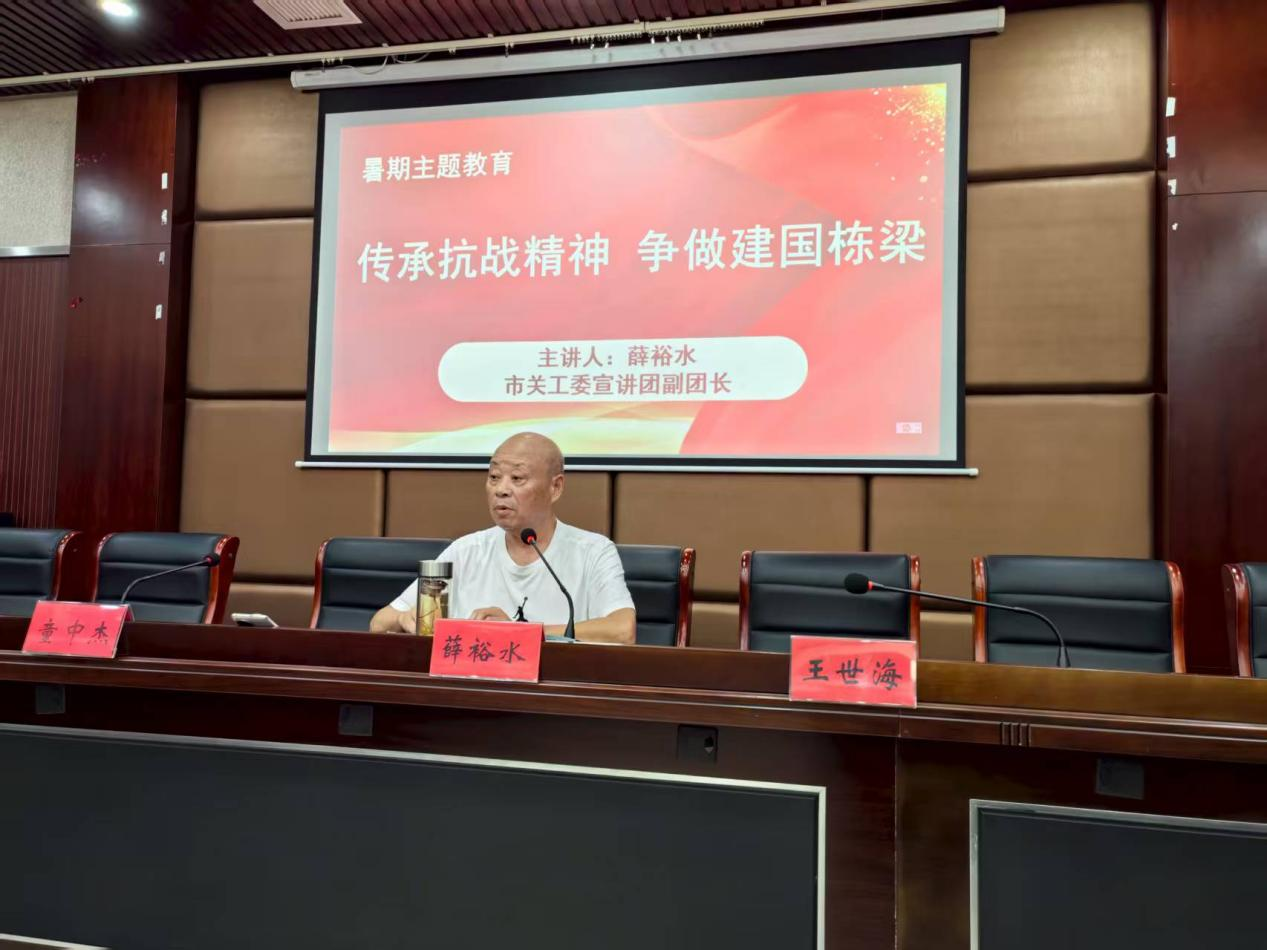 暑期主题教育
传承抗战精神 争做建国栋梁
主讲人：薛裕水
市关工委宣讲团副团长
童中杰
薛裕水
王世海